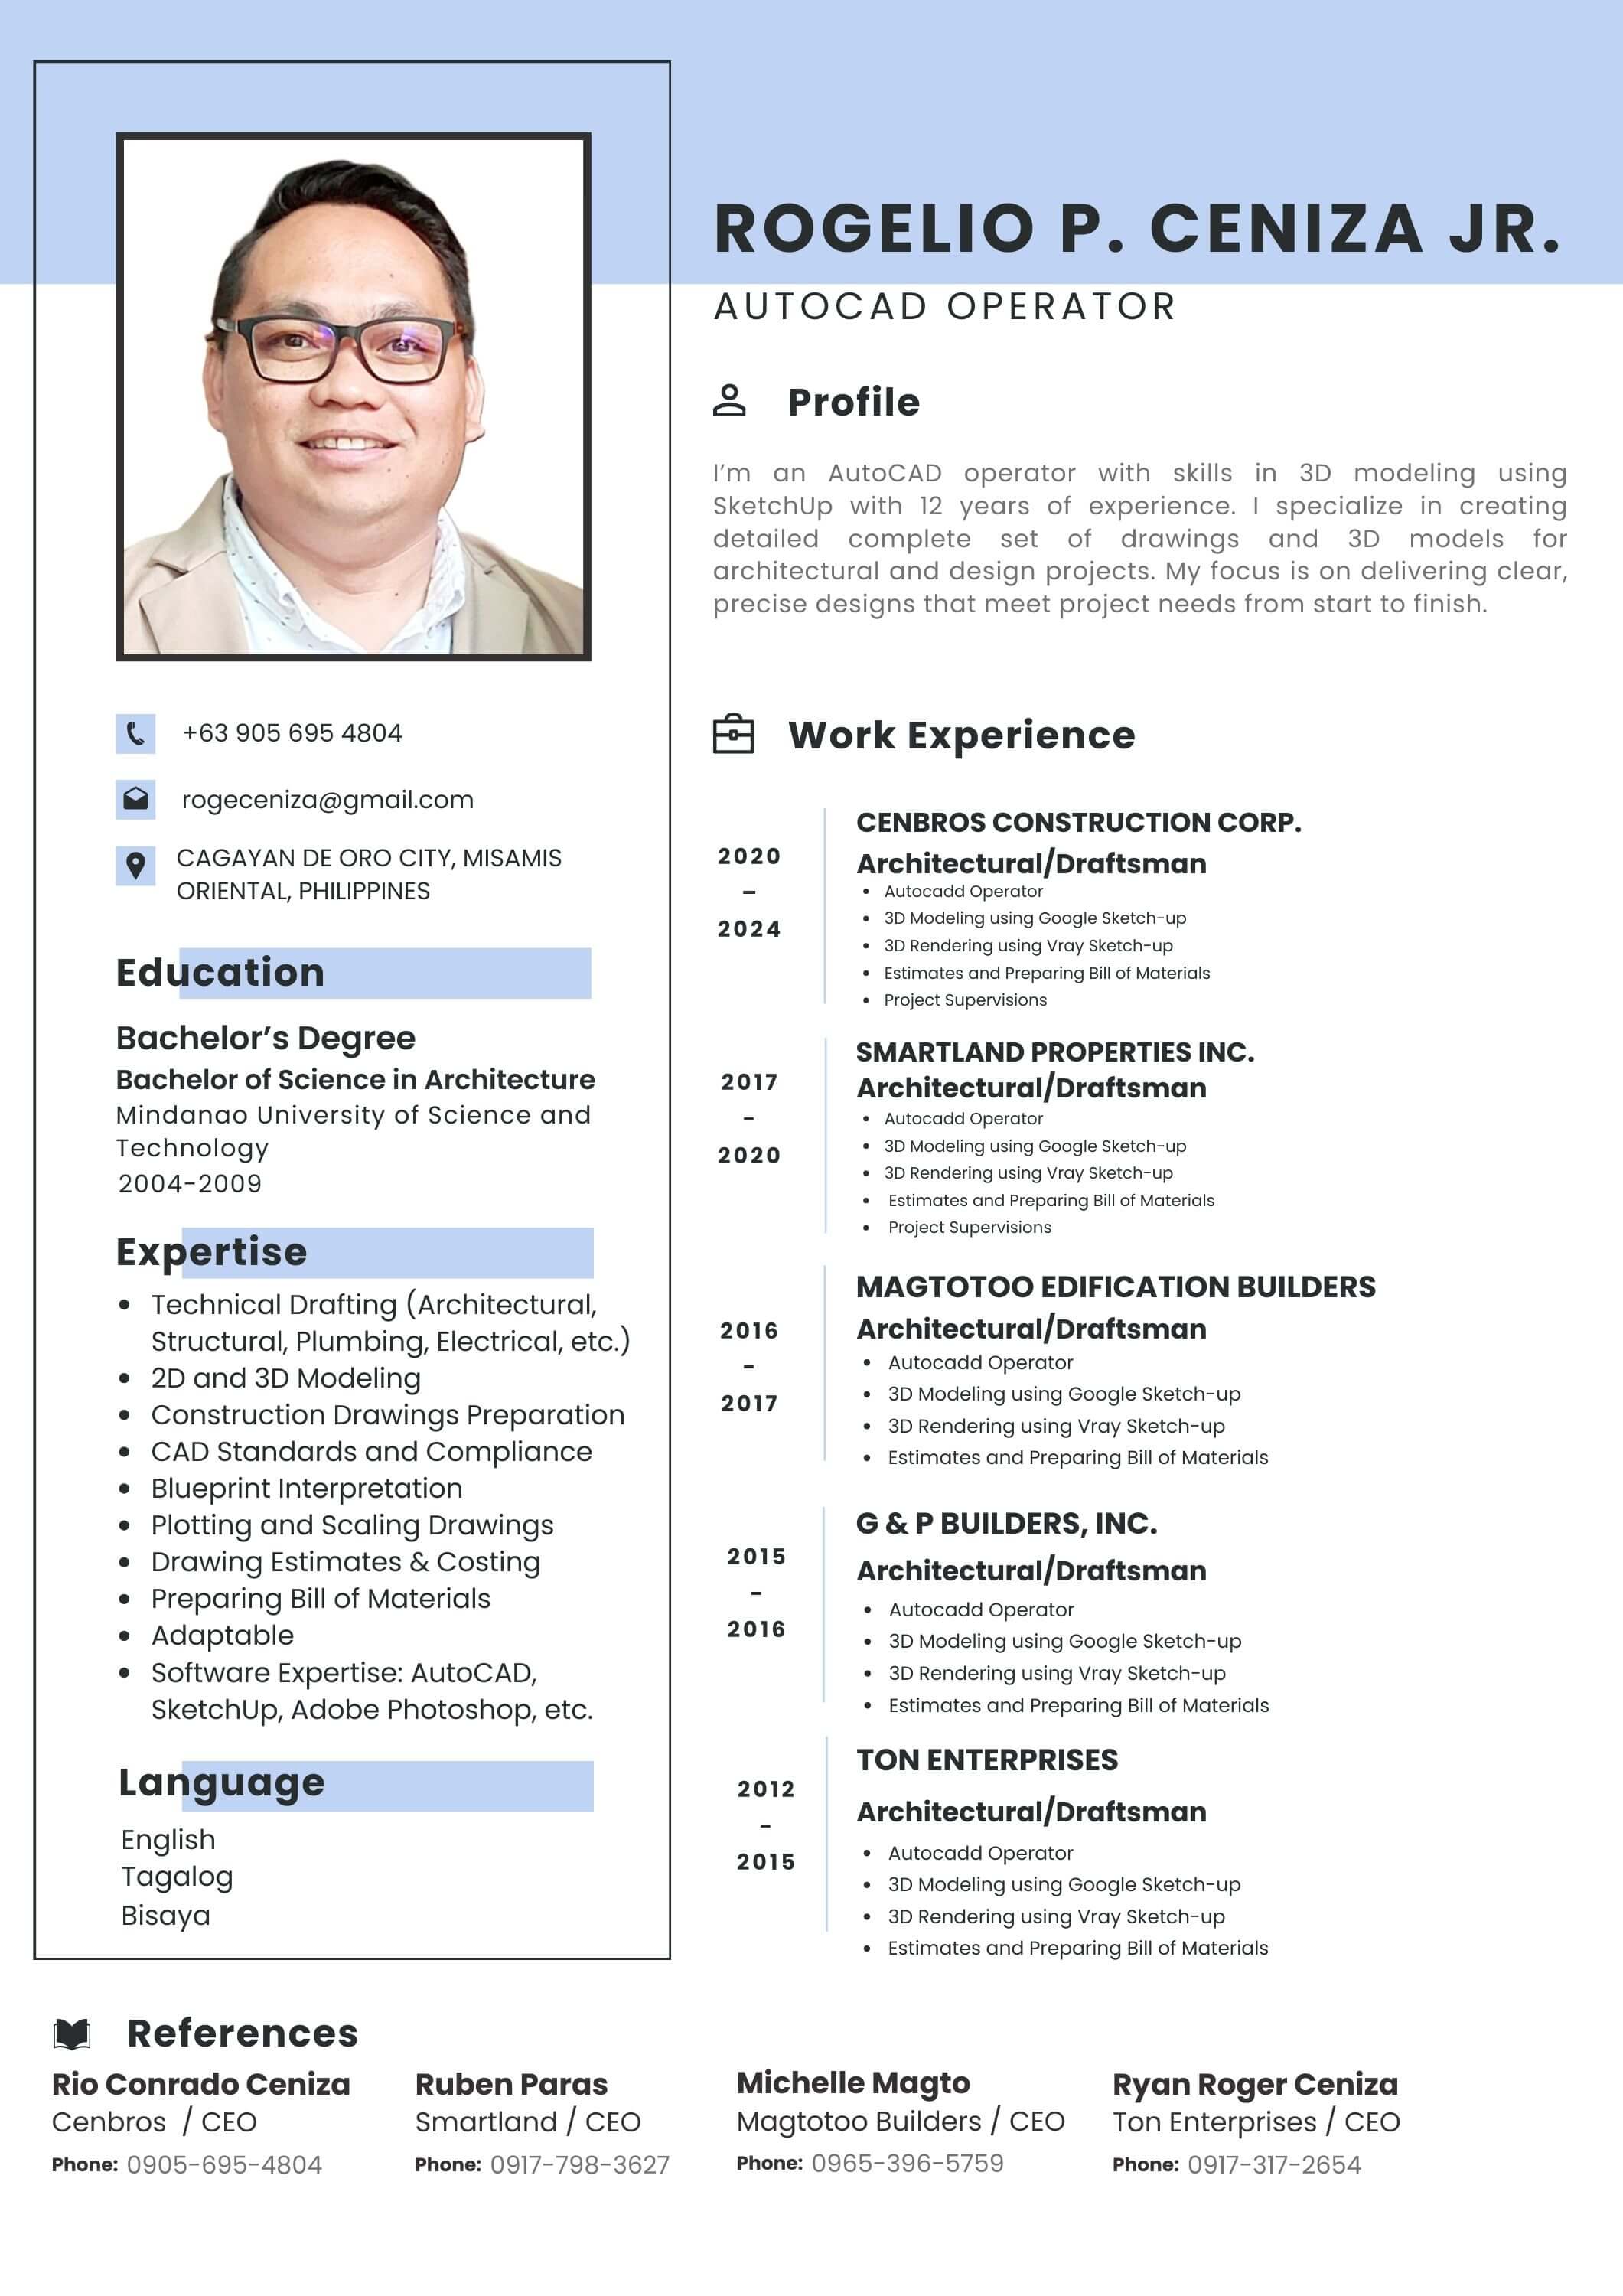 ROGELIO P. CENIZA JR.
AUTOCAD OPERATOR
+63 905 695 4804
rogeceniza@gmail.com
CAGAYAN DE ORO CITY, MISAMIS
ORIENTAL, PHILIPPINES
Education
Bachelor’s Degree
Bachelor of Science in Architecture
Mindanao University of Science and
Technology
2004-2009
Expertise
• Technical Drafting (Architectural,
Structural, Plumbing, Electrical, etc.)
• 2D and 3D Modeling
• Construction Drawings Preparation
• CAD Standards and Compliance
• Blueprint Interpretation
• Plotting and Scaling Drawings
• Drawing Estimates & Costing
• Preparing Bill of Materials
• Adaptable
• Software Expertise: AutoCAD,
SketchUp, Adobe Photoshop, etc.
Language
English
Tagalog
Bisaya
Profile
I’m an AutoCAD operator with skills in 3D modeling using
SketchUp with 12 years of experience. I specialize in creating
detailed complete set of drawings and 3D models for
architectural and design projects. My focus is on delivering clear,
precise designs that meet project needs from start to finish.
Work Experience
2020
–
2024
CENBROS CONSTRUCTION CORP.
Architectural/Draftsman
• Autocadd Operator
• 3D Modeling using Google Sketch-up
• 3D Rendering using Vray Sketch-up
• Estimates and Preparing Bill of Materials
• Project Supervisions
2017
-
2020
SMARTLAND PROPERTIES INC.
Architectural/Draftsman
• Autocadd Operator
• 3D Modeling using Google Sketch-up
• 3D Rendering using Vray Sketch-up
• Estimates and Preparing Bill of Materials
• Project Supervisions
2016
-
2017
MAGTOTOO EDIFICATION BUILDERS
Architectural/Draftsman
• Autocadd Operator
• 3D Modeling using Google Sketch-up
• 3D Rendering using Vray Sketch-up
• Estimates and Preparing Bill of Materials
2015
-
2016
G & P BUILDERS, INC.
Architectural/Draftsman
• Autocadd Operator
• 3D Modeling using Google Sketch-up
• 3D Rendering using Vray Sketch-up
• Estimates and Preparing Bill of Materials
2012
-
2015
TON ENTERPRISES
Architectural/Draftsman
• Autocadd Operator
• 3D Modeling using Google Sketch-up
• 3D Rendering using Vray Sketch-up
• Estimates and Preparing Bill of Materials
References
Rio Conrado Ceniza
Cenbros / CEO
Phone: 0905-695-4804
Ruben Paras
Smartland / CEO
Phone: 0917-798-3627
Michelle Magto
Magtotoo Builders / CEO
Phone: 0965-396-5759
Ryan Roger Ceniza
Ton Enterprises / CEO
Phone: 0917-317-2654